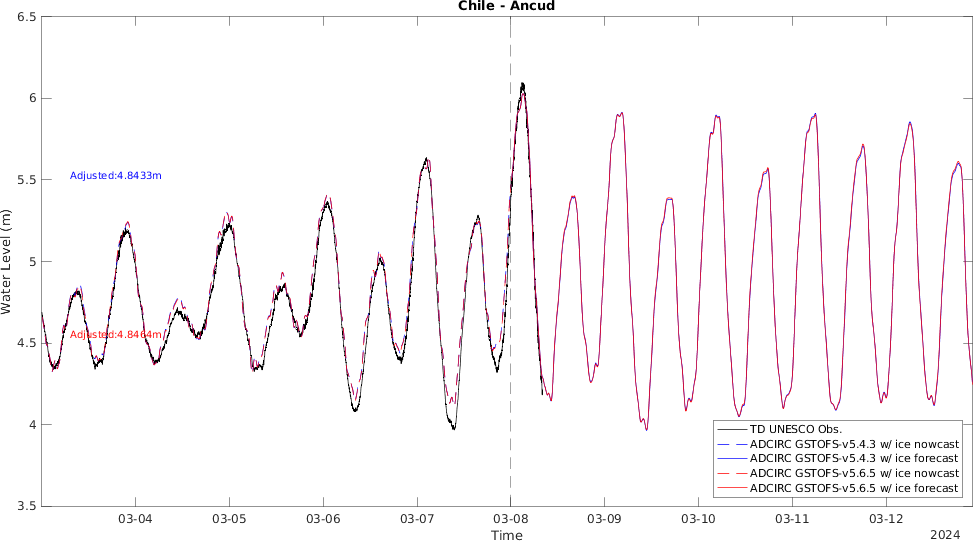 Chile - Ancud
6.5
6
5.5
5
4.5
4
3.5
Water Level (m)
Adjusted:4.8433m
Adjusted:4.8464m
TD UNESCO Obs.
ADCIRC GSTOFS-v5.4.3 w/ ice nowcast
ADCIRC GSTOFS-v5.4.3 w/ ice forecast
ADCIRC GSTOFS-v5.6.5 w/ ice nowcast
ADCIRC GSTOFS-v5.6.5 w/ ice forecast
03-04 03-05 03-06 03-07 03-08 03-09 03-10 03-11 03-12
Time
2024